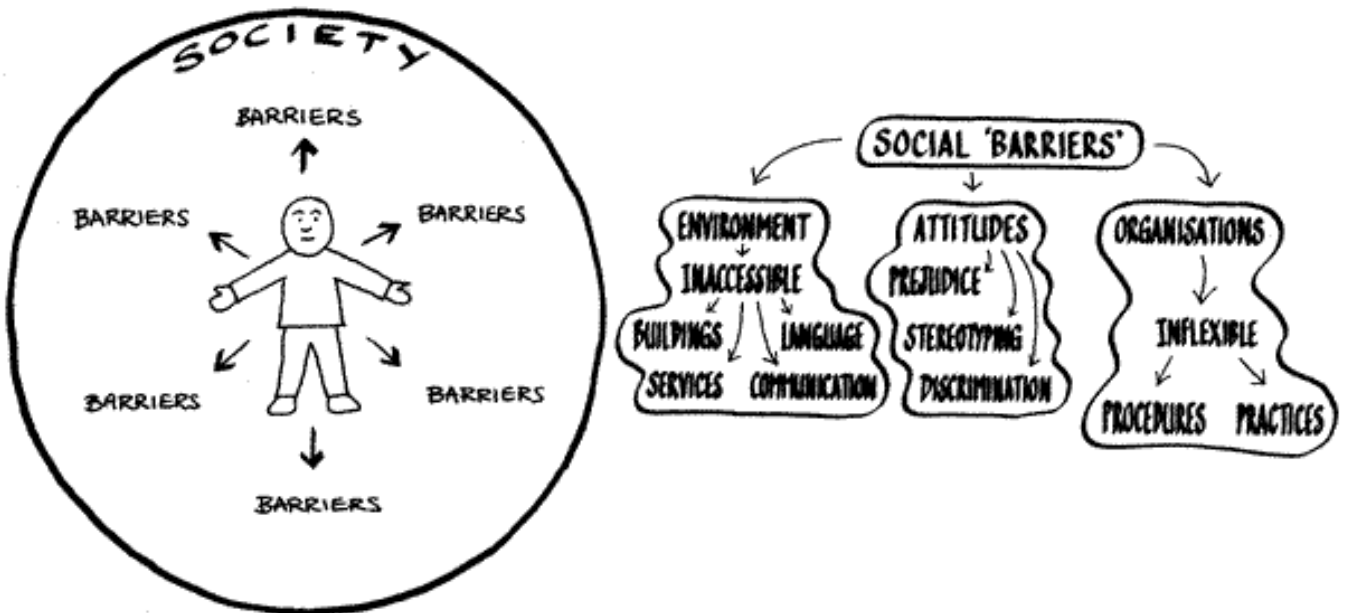 SOCIETY
BARRIERS
BARRIERS
BARRIERS
BARRIERS
BARRIERS
BARRIERS
SOCIAL 'BARRIERS'
ENVIRONMENT
INACCESSIBLE
BUILDINGS LANGUAGE
SERVICES COMMUNICATION
ATTITUDES
PREJUDICE
STEREOTYPING
DISCRIMINATION
ORGANISATIONS
INFLEXIBLE
PROCEDURES PRACTICES